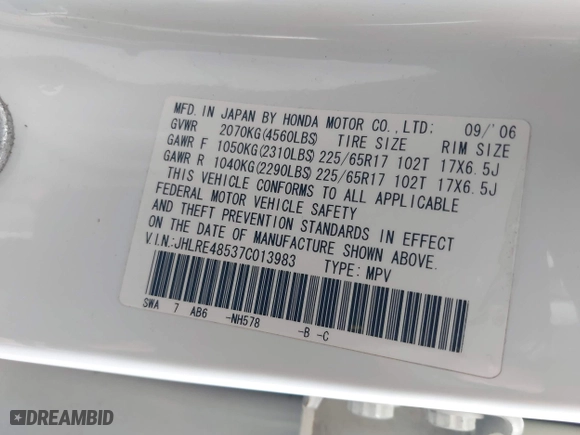 MFD. IN JAPAN BY HONDA MOTOR CO., LTD: 09/'06
GVWR 2070KG(4560LBS) TIRE SIZE RIM SIZE
GAWR F 1050KG(2310LBS) 225/65R17 102T 17X6.5J
GAWR R 1040KG(2290LBS) 225/65R17 102T 17X6.5J
THIS VEHICLE CONFORMS TO ALL APPLICABLE
FEDERAL MOTOR VEHICLE SAFETY
AND THEFT PREVENTION STANDARDS IN EFFECT
ON THE DATE OF MANUFACTURE SHOWN ABOVE.
V.I.N.:JHLRE48537C013983 TYPE: MPV
SWA 7 AB6 -NH578 -B -C
DREAMBID